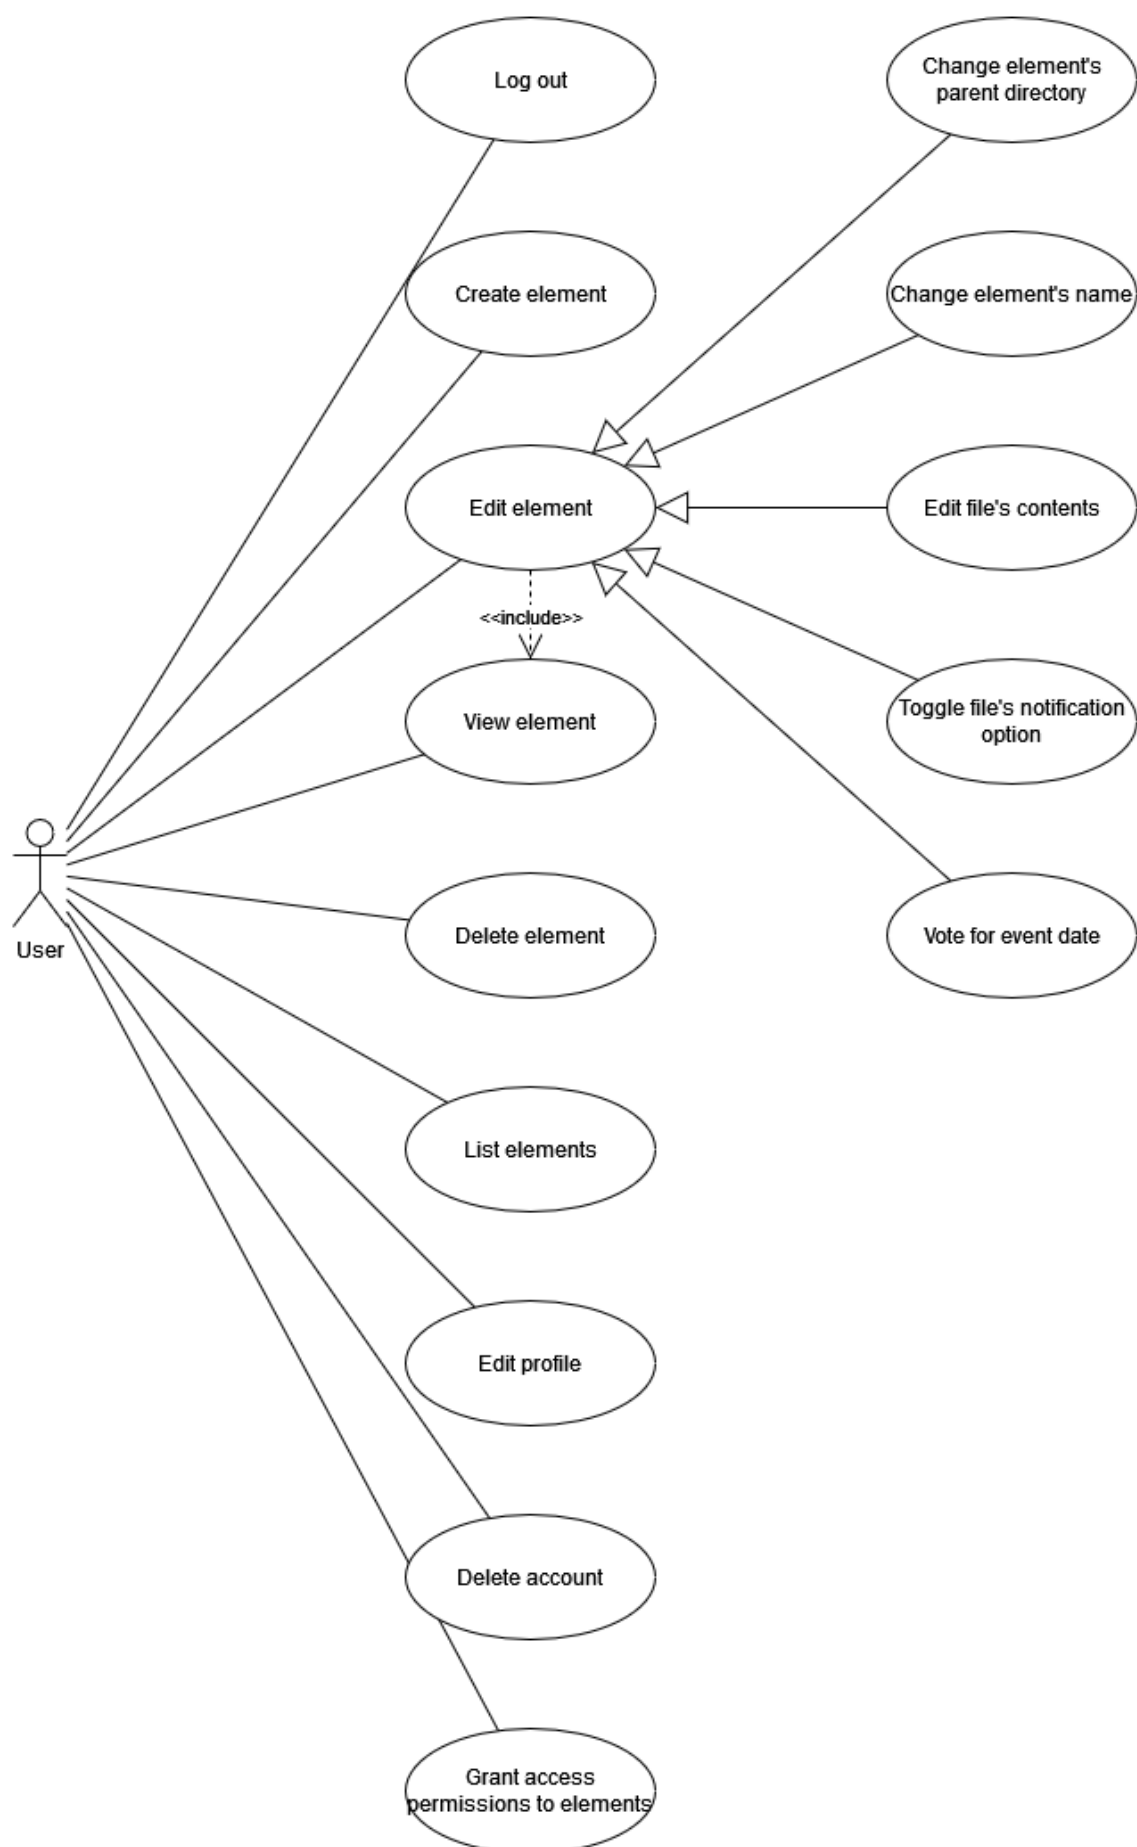 Log out
Change element's
parent directory
Create element
Change element's name
Edit element
Edit file's contents
<<include>>
View element
Toggle file's notification
option
User
Delete element
Vote for event date
List elements
Edit profile
Delete account
Grant access
permissions to elements